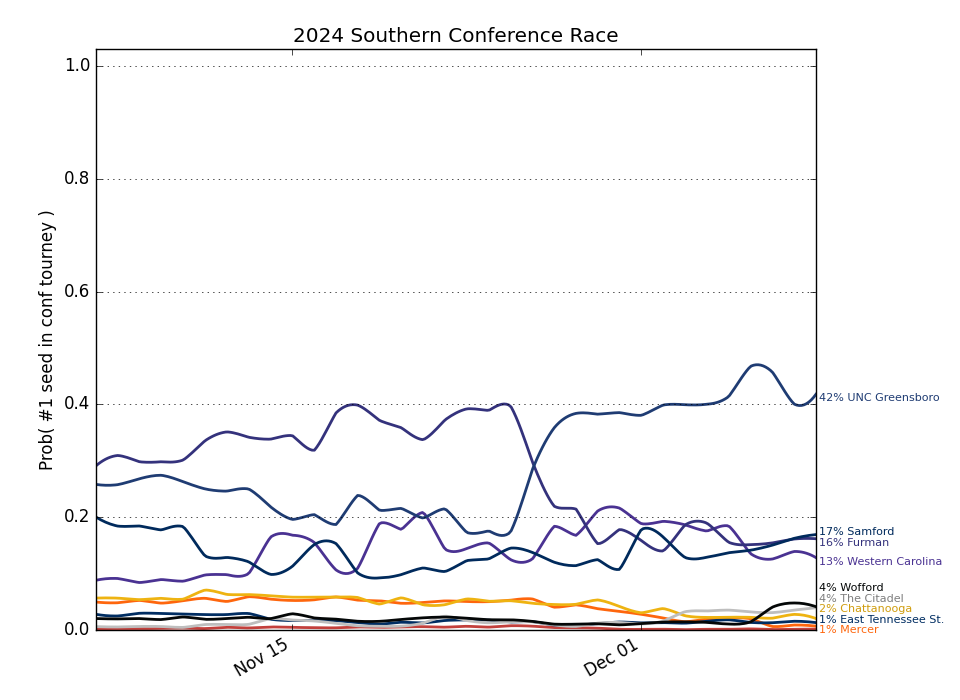 2024 Southern Conference Race
Prob( #1 seed in conf tourney )
1.0
0.8
0.6
0.4
0.2
0.0
Nov 15
Dec 01
42% UNC Greensboro
17% Samford
16% Furman
13% Western Carolina
4% Wofford
4% The Citadel
2% Chattanooga
1% East Tennessee St.
1% Mercer